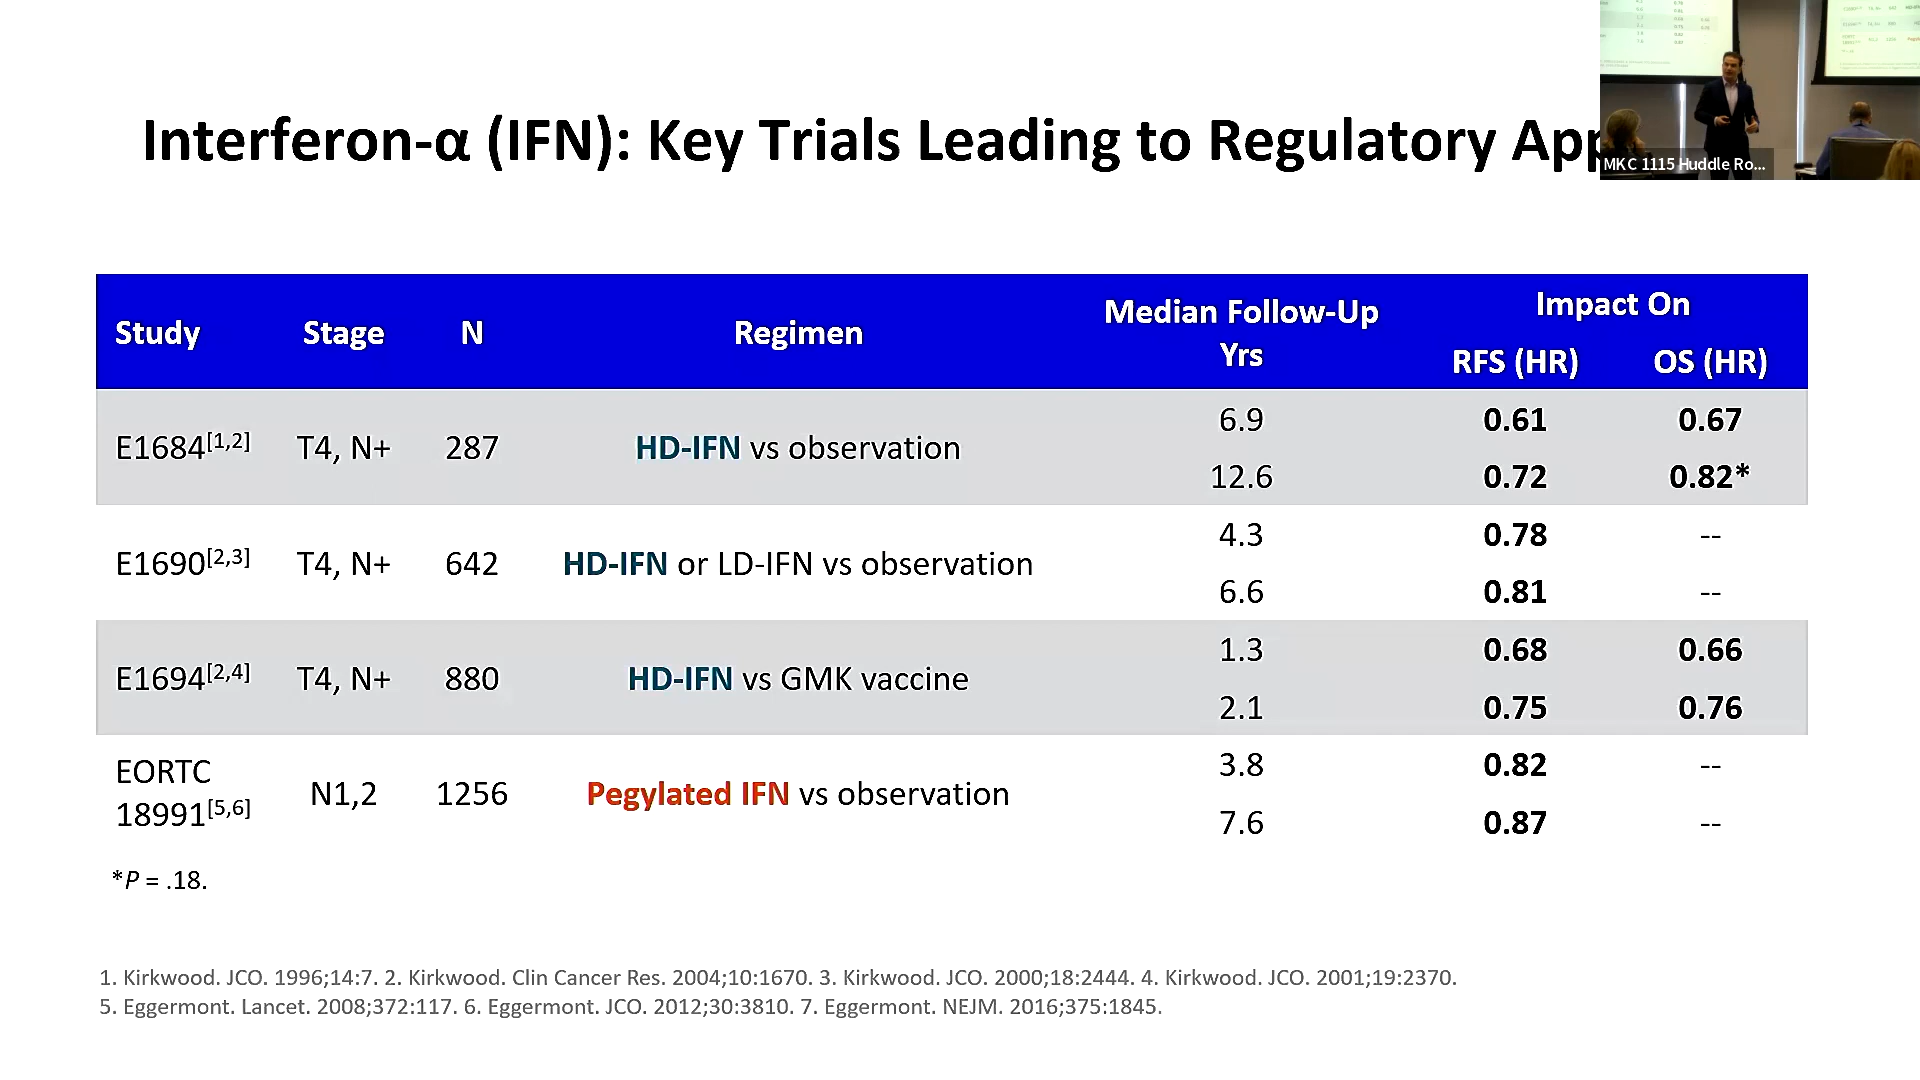 Interferon-α (IFN): Key Trials Leading to Regulatory App
MKC 1115 Huddle Ro...
Study Stage N Regimen Median Follow-Up Yrs Impact On
RFS (HR) OS (HR)
E1684[1,2] T4, N+ 287 HD-IFN vs observation 6.9 0.61 0.67
12.6 0.72 0.82*
E1690[2,3] T4, N+ 642 HD-IFN or LD-IFN vs observation 4.3 0.78 --
6.6 0.81 --
E1694[2,4] T4, N+ 880 HD-IFN vs GMK vaccine 1.3 0.68 0.66
2.1 0.75 0.76
EORTC 18991[5,6] N1,2 1256 Pegylated IFN vs observation 3.8 0.82 --
7.6 0.87 --
*P = .18.
1. Kirkwood. JCO. 1996;14:7. 2. Kirkwood. Clin Cancer Res. 2004;10:1670. 3. Kirkwood. JCO. 2000;18:2444. 4. Kirkwood. JCO. 2001;19:2370.
5. Eggermont. Lancet. 2008;372:117. 6. Eggermont. JCO. 2012;30:3810. 7. Eggermont. NEJM. 2016;375:1845.